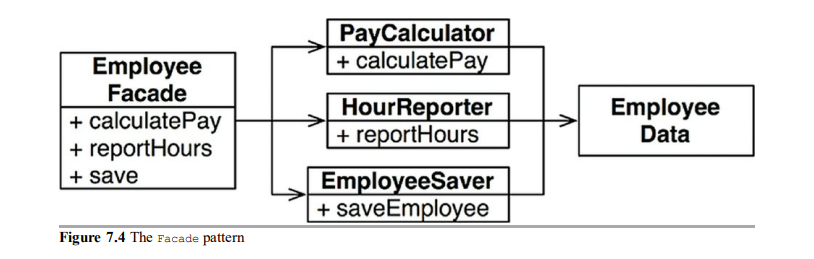 Employee
Facade
+ calculatePay
+ reportHours
+ save
PayCalculator
+ calculatePay
HourReporter
+ reportHours
EmployeeSaver
+ saveEmployee
Employee
Data
Figure 7.4 The Facade pattern